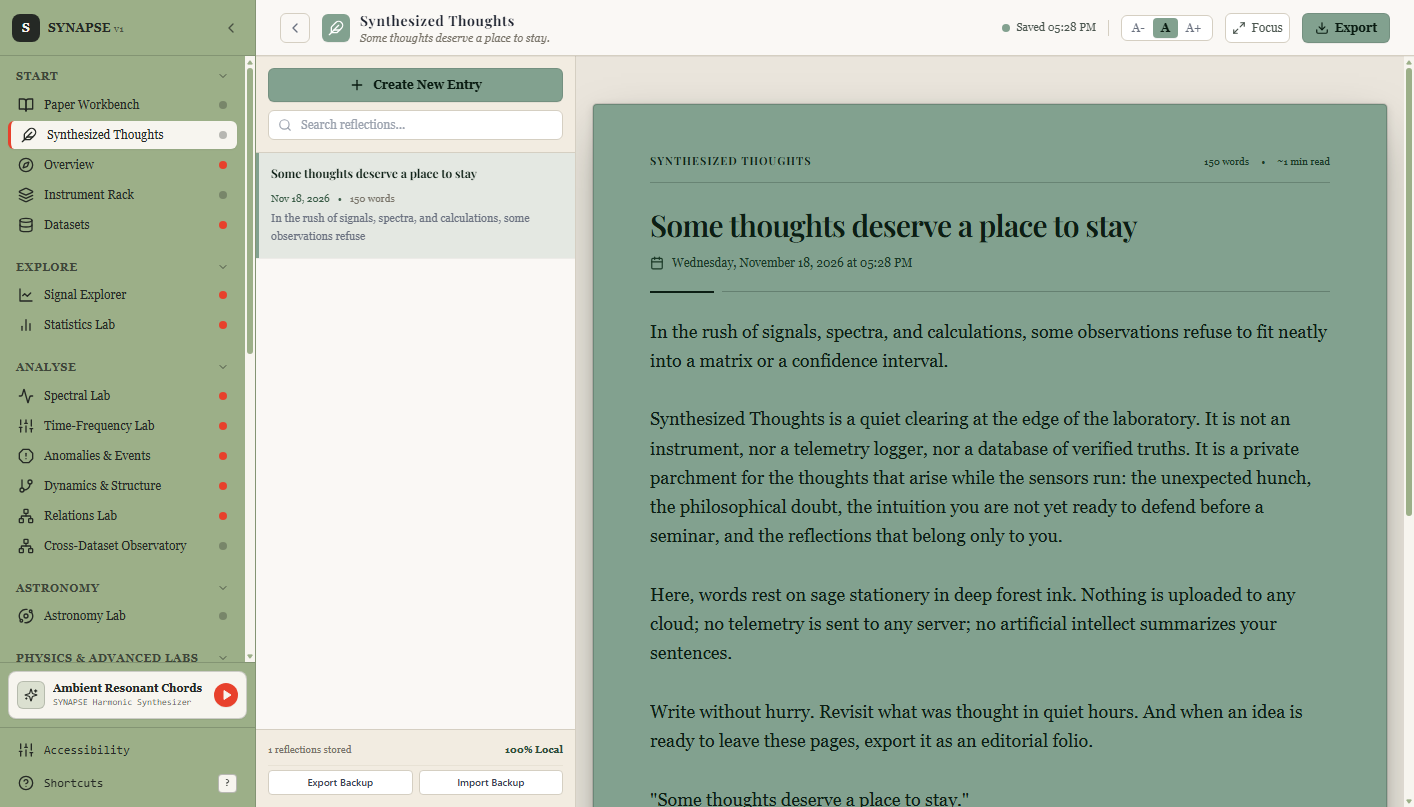 S SYNAPSE V1
START
Paper Workbench
Synthesized Thoughts
Overview
Instrument Rack
Datasets
EXPLORE
Signal Explorer
Statistics Lab
ANALYSE
Spectral Lab
Time-Frequency Lab
Anomalies & Events
Dynamics & Structure
Relations Lab
Cross-Dataset Observatory
ASTRONOMY
Astronomy Lab
PHYSICS & ADVANCED LABS
Ambient Resonant Chords
SYNAPSE Harmonic Synthesizer
Accessibility
Shortcuts ?
Synthesized Thoughts
Some thoughts deserve a place to stay.
Saved 05:28 PM A- A A+ Focus Export
Create New Entry
Search reflections...
Some thoughts deserve a place to stay
Nov 18, 2026 • 150 words
In the rush of signals, spectra, and calculations, some
observations refuse
1 reflections stored 100% Local
Export Backup Import Backup
SYNTHESIZED THOUGHTS 150 words • ~1 min read
Some thoughts deserve a place to stay
Wednesday, November 18, 2026 at 05:28 PM
In the rush of signals, spectra, and calculations, some observations refuse to fit neatly
into a matrix or a confidence interval.
Synthesized Thoughts is a quiet clearing at the edge of the laboratory. It is not an
instrument, nor a telemetry logger, nor a database of verified truths. It is a private
parchment for the thoughts that arise while the sensors run: the unexpected hunch,
the philosophical doubt, the intuition you are not yet ready to defend before a
seminar, and the reflections that belong only to you.
Here, words rest on sage stationery in deep forest ink. Nothing is uploaded to any
cloud; no telemetry is sent to any server; no artificial intellect summarizes your
sentences.
Write without hurry. Revisit what was thought in quiet hours. And when an idea is
ready to leave these pages, export it as an editorial folio.
"Some thoughts deserve a place to stay."